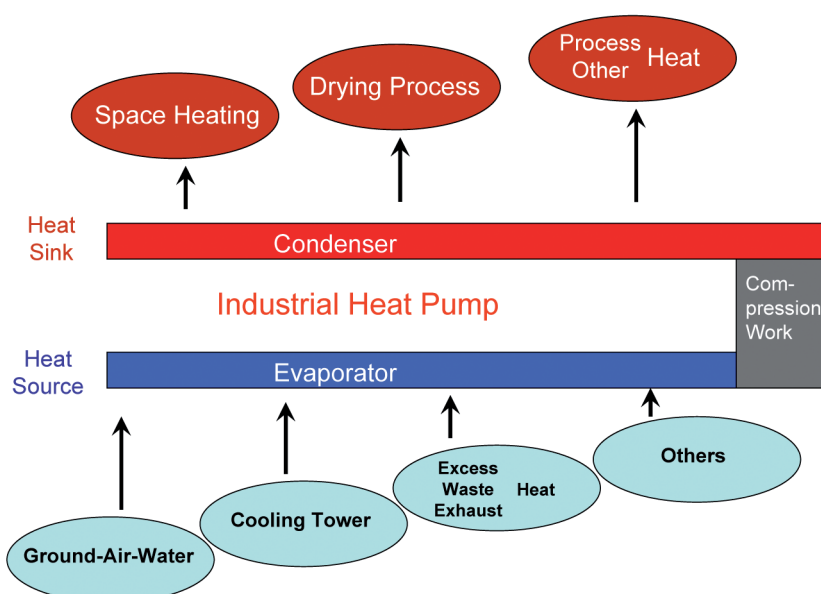 Process
Other Heat
Drying Process
Space Heating
Heat
Sink
Condenser
Industrial Heat Pump
Com-
pression
Work
Heat
Source
Evaporator
Others
Excess
Waste Heat
Exhaust
Cooling Tower
Ground-Air-Water